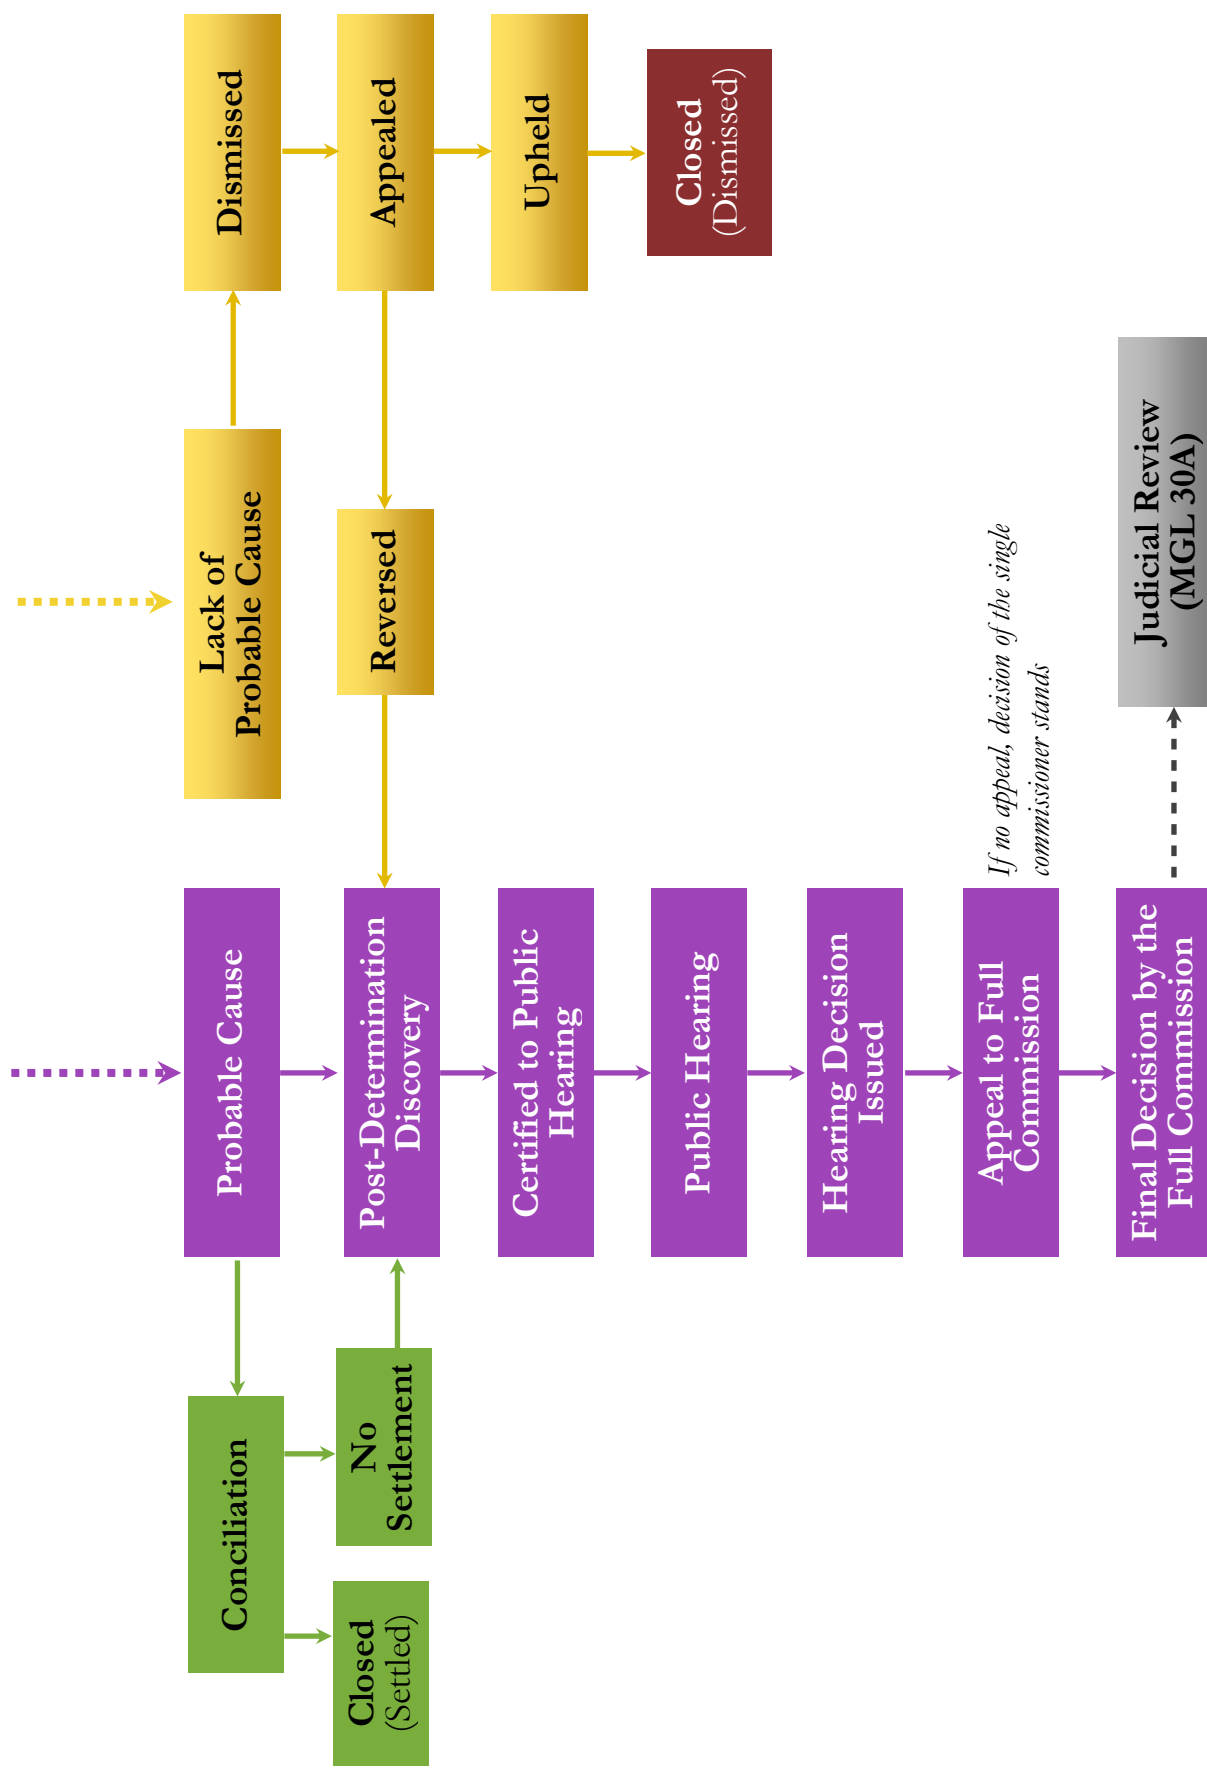 Probable Cause
Post-Determination
Discovery
Certified to Public
Hearing
Public Hearing
Hearing Decision
Issued
Appeal to Full
Commission
Final Decision by the
Full Commission
Conciliation
No
Settlement
Closed
(Settled)
Lack of
Probable Cause
Dismissed
Appealed
Reversed
Upheld
Closed
(Dismissed)
If no appeal, decision of the single
commissioner stands
Judicial Review
(MGL 30A)